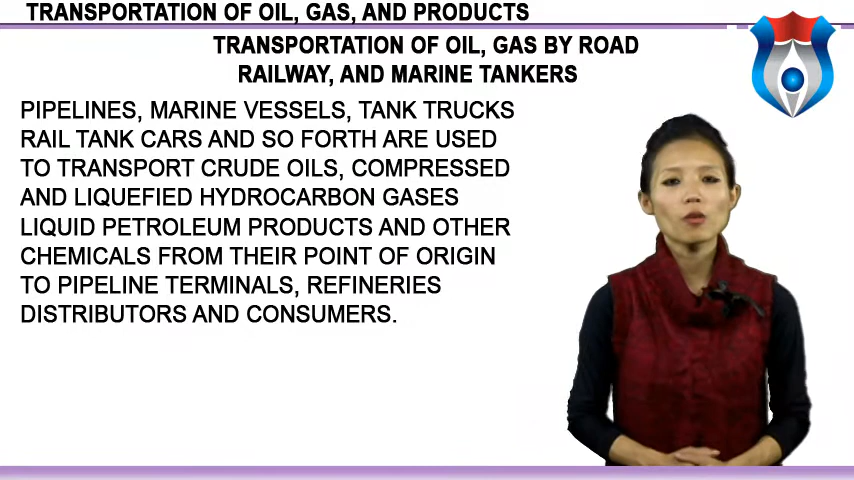 TRANSPORTATION OF OIL, GAS, AND PRODUCTS
TRANSPORTATION OF OIL, GAS BY ROAD
RAILWAY, AND MARINE TANKERS
PIPELINES, MARINE VESSELS, TANK TRUCKS
RAIL TANK CARS AND SO FORTH ARE USED
TO TRANSPORT CRUDE OILS, COMPRESSED
AND LIQUEFIED HYDROCARBON GASES
LIQUID PETROLEUM PRODUCTS AND OTHER
CHEMICALS FROM THEIR POINT OF ORIGIN
TO PIPELINE TERMINALS, REFINERIES
DISTRIBUTORS AND CONSUMERS.